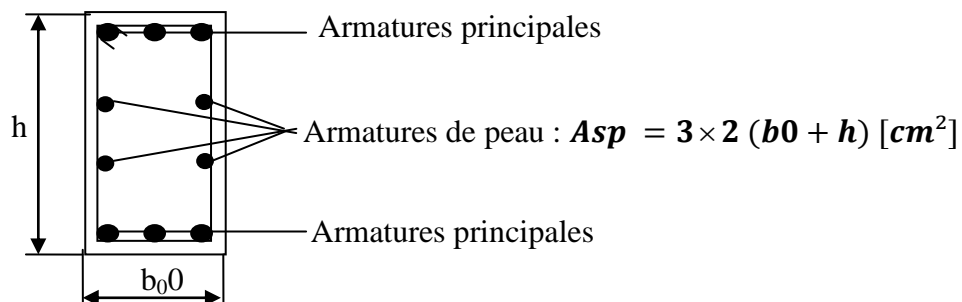 Armatures principales
h
Armatures de peau : Asp = 3×2 (b0 + h) [cm²]
Armatures principales
b₀0